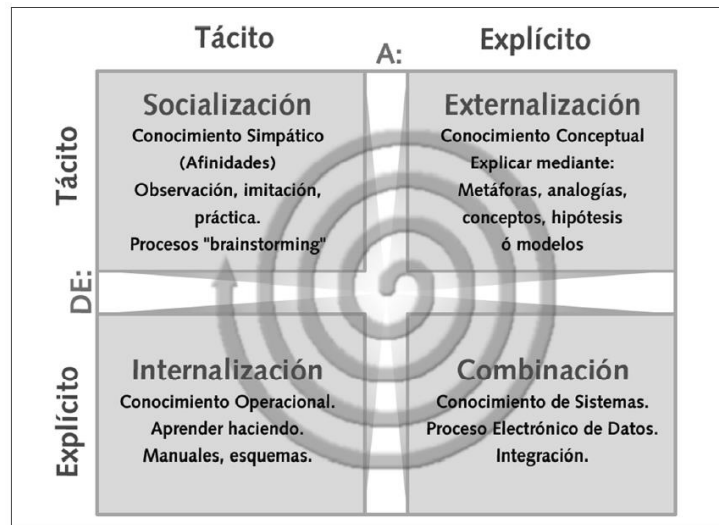 Tácito
A:
Explícito
Tácito
Socialización
Conocimiento Simpático
(Afinidades)
Observación, imitación,
práctica.
Procesos "brainstorming"
Externalización
Conocimiento Conceptual
Explicar mediante:
Metáforas, analogías,
conceptos, hipótesis
ó modelos
DE:
Explícito
Internalización
Conocimiento Operacional.
Aprender haciendo.
Manuales, esquemas.
Combinación
Conocimiento de Sistemas.
Proceso Electrónico de Datos.
Integración.